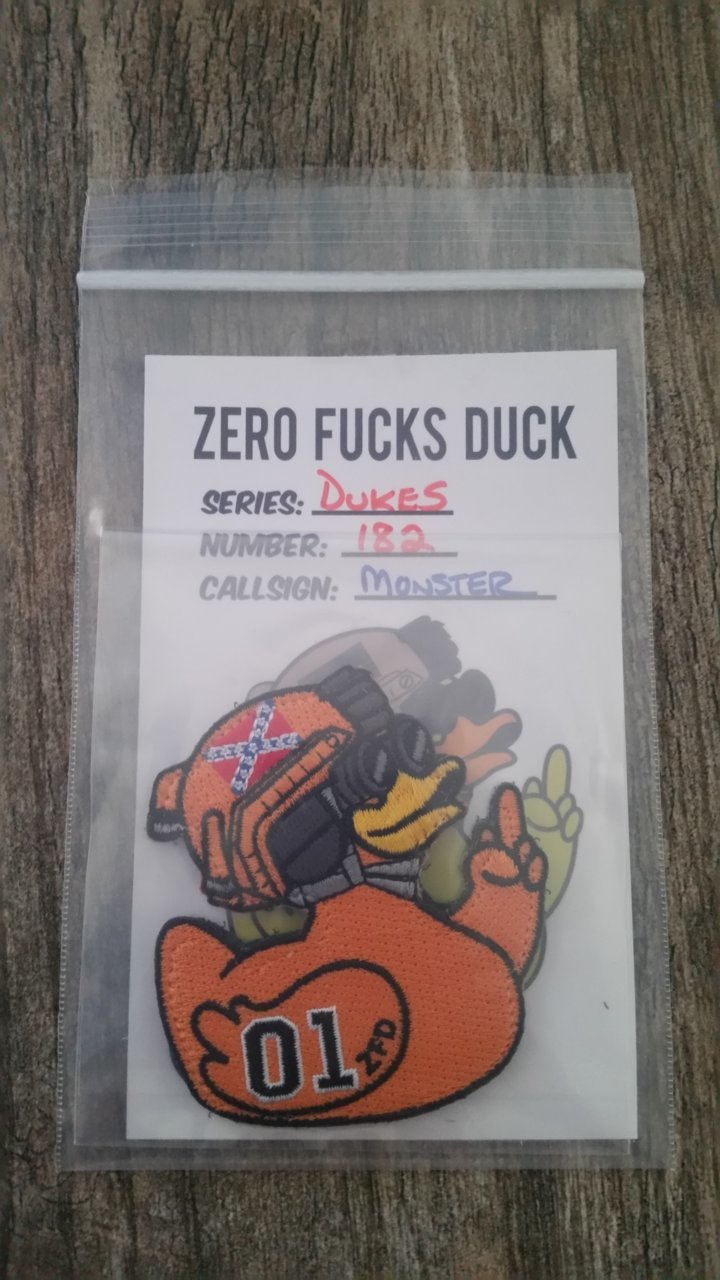 ZERO FUCKS DUCK
SERIES: DUKES
NUMBER: 182
CALLSIGN: MONSTER
01
ZFD